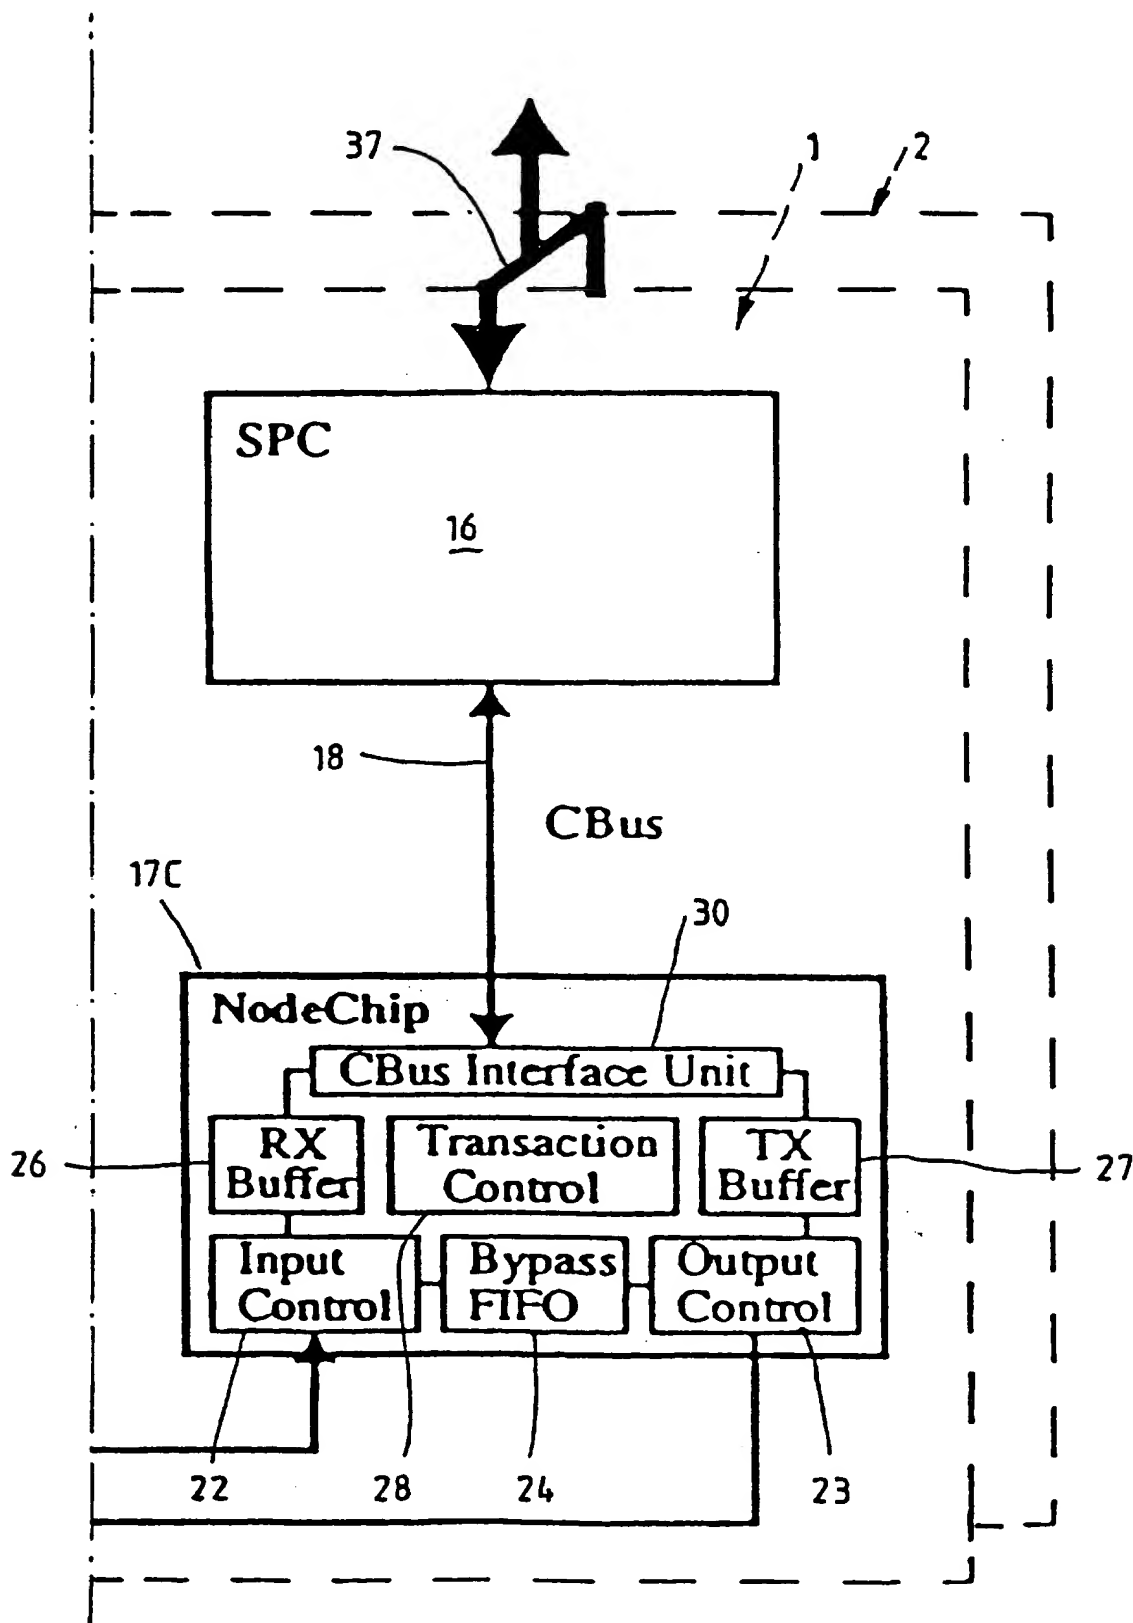 37
1
2
SPC
16
18
CBus
17C
30
NodeChip
CBus Interface Unit
RX
Buffer
Transaction
Control
TX
Buffer
26
27
Input
Control
Bypass
FIFO
Output
Control
22
28
24
23